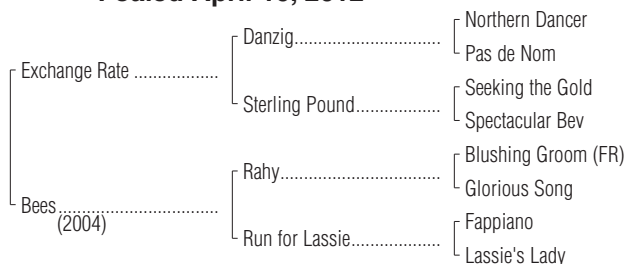 Foaled April 2012
Northern Dancer
Danzig..................................
Pas de Nom
Exchange Rate ...................
Seeking the Gold
Sterling Pound...................
Spectacular Bev
Blushing Groom (FR)
Rahy....................................
Glorious Song
Bees....................................
(2004)
Fappiano
Run for Lassie..................
Lassie's Lady